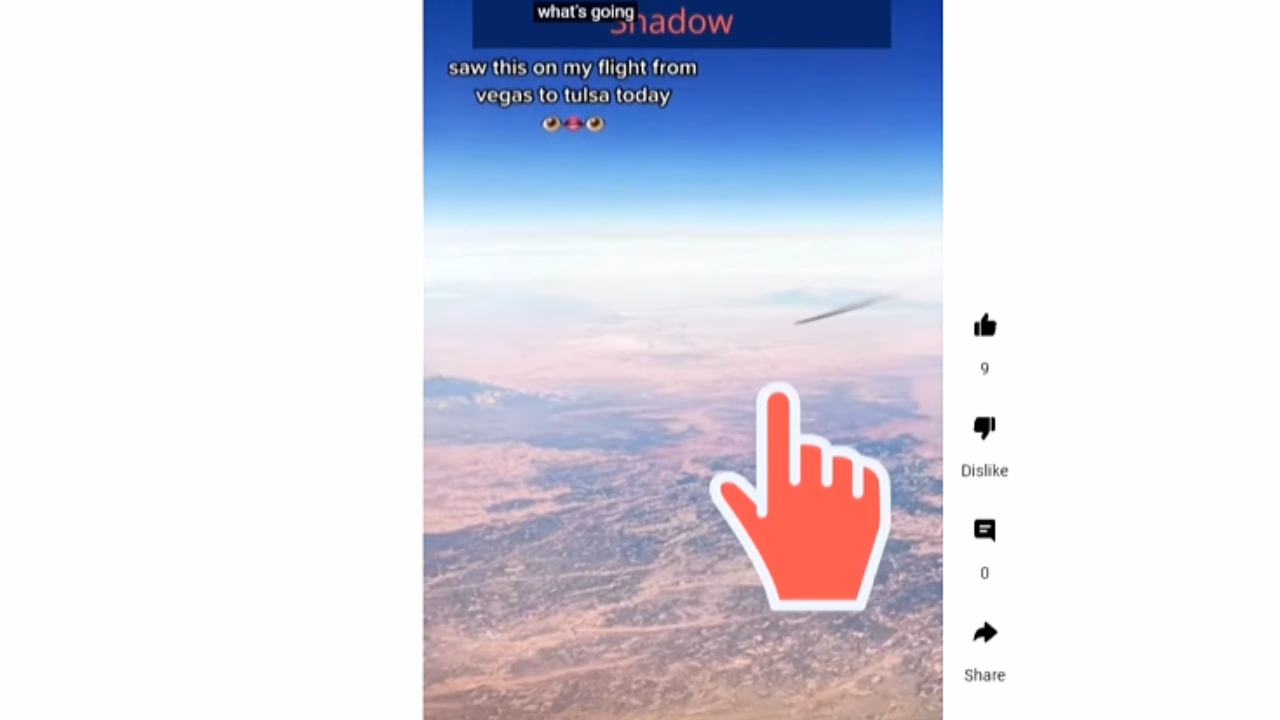 what's going
Shadow
saw this on my flight from
vegas to tulsa today
9
Dislike
0
Share